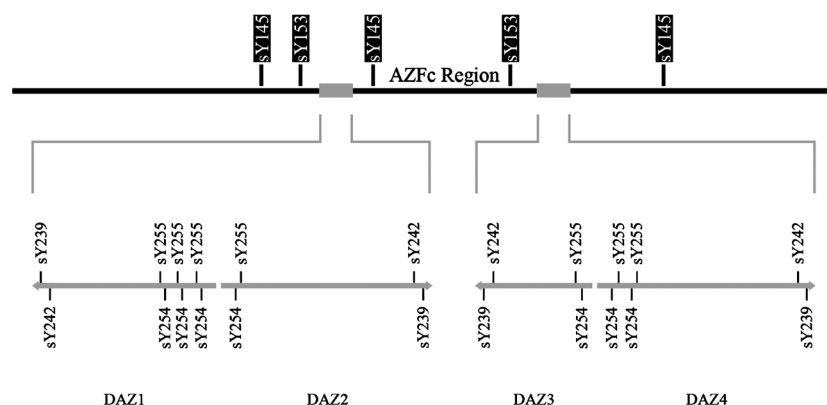 sY145 sY153 sY145 sY153 sY145
AZFc Region
sY239 sY255 sY255 sY255 sY255 sY242 sY242 sY255 sY255 sY255 sY242
sY242 sY254 sY254 sY254 sY254 sY239 sY239 sY254 sY254 sY254 sY239
DAZ1 DAZ2 DAZ3 DAZ4